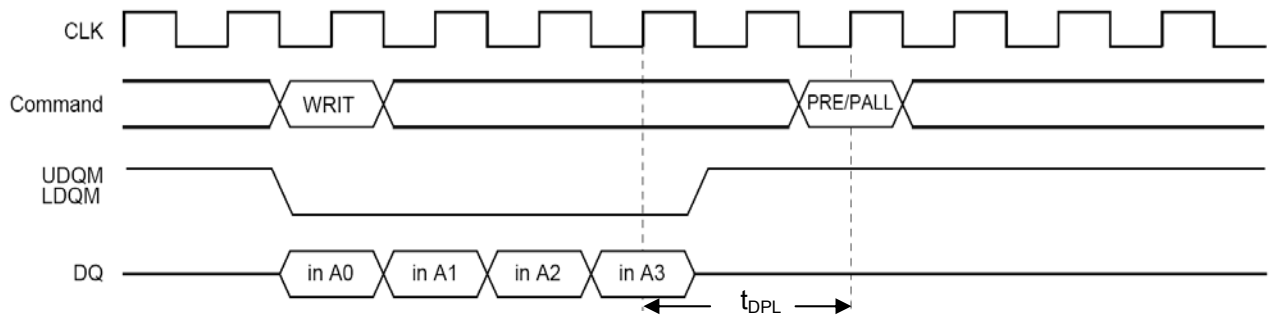 CLK
Command WRIT PRE/PALL
UDQM
LDQM
DQ in A0 in A1 in A2 in A3
tDPL